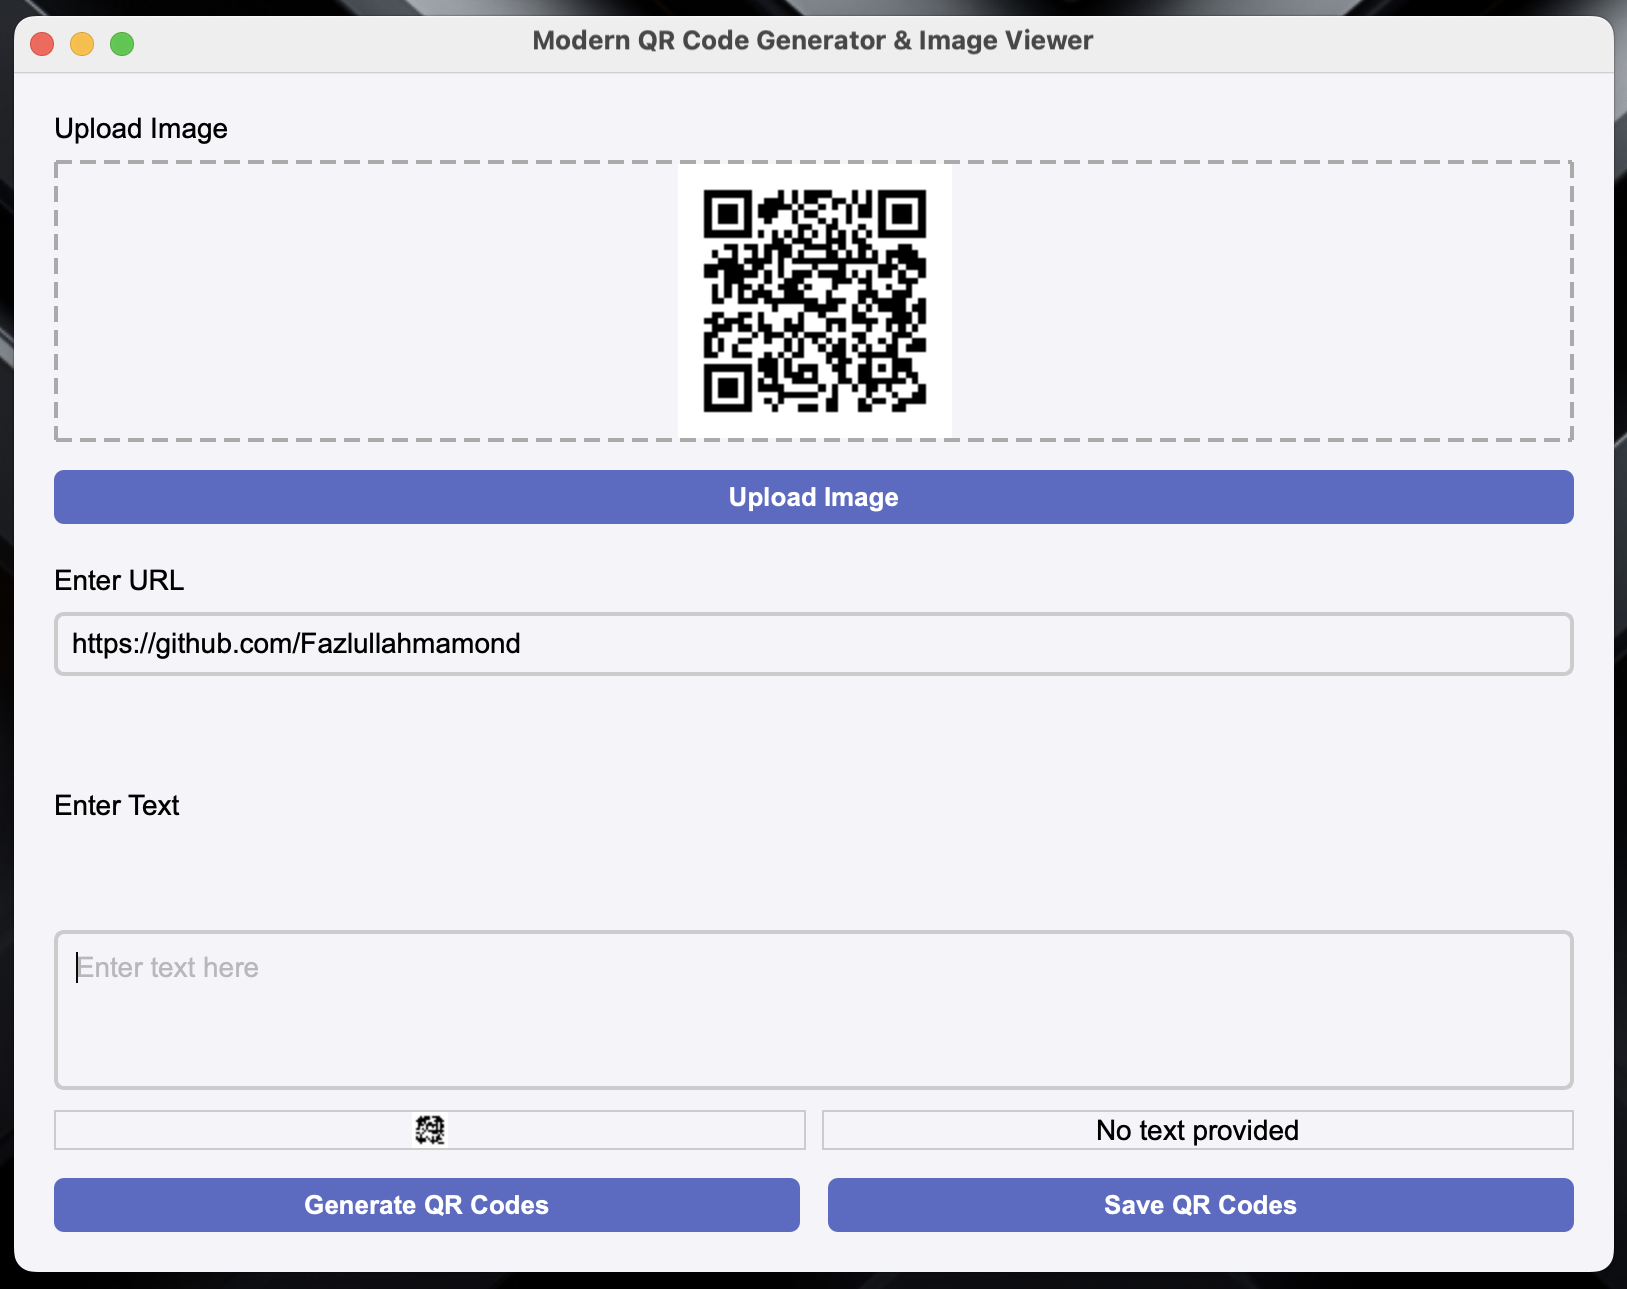 Modern QR Code Generator & Image Viewer
Upload Image
Upload Image
Enter URL
https://github.com/Fazlullahmamond
Enter Text
Enter text here
No text provided
Generate QR Codes
Save QR Codes